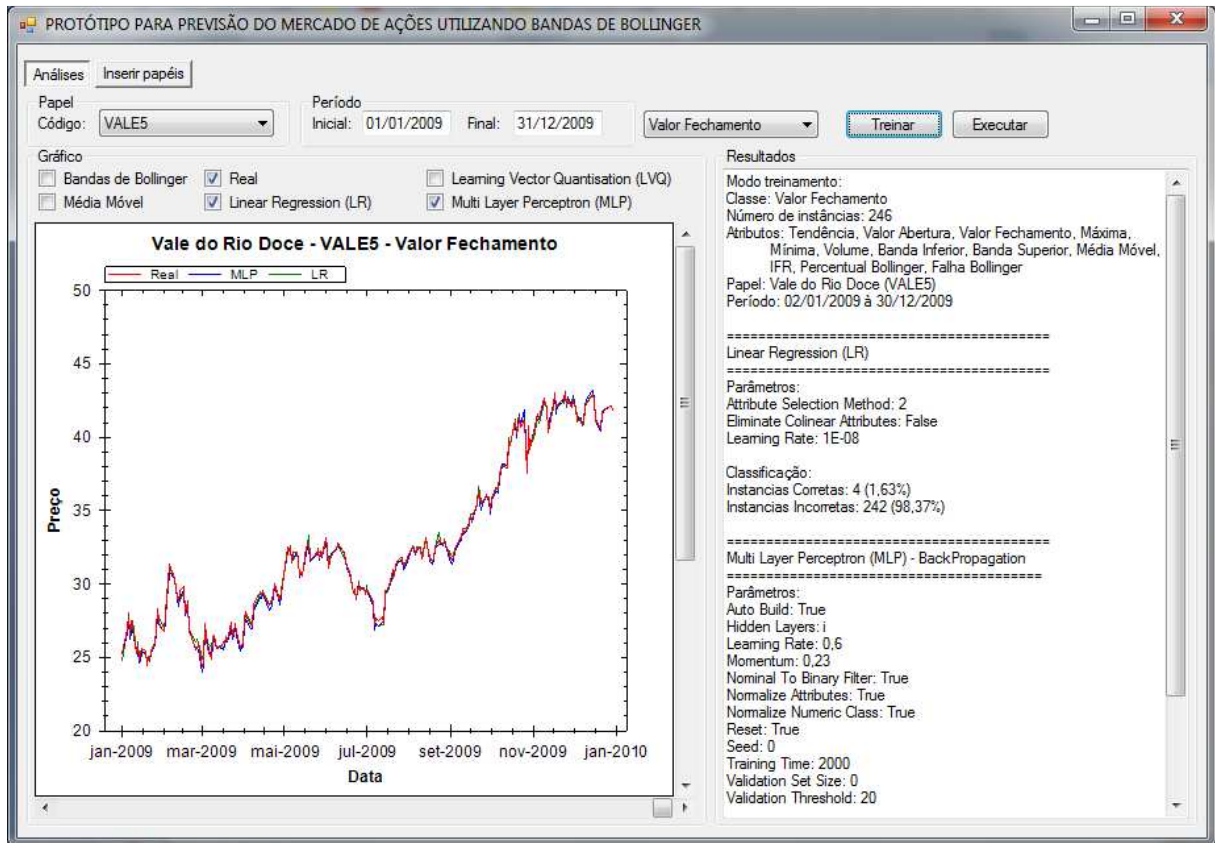 PROTÓTIPO PARA PREVISÃO DO MERCADO DE AÇÕES UTILIZANDO BANDAS DE BOLLINGER
Análises
Inserir papéis
Papel
Código: VALE5
Período
Inicial: 01/01/2009 Final: 31/12/2009
Valor Fechamento
Treinar
Executar
Gráfico
Bandas de Bollinger
Real
Learning Vector Quantisation (LVQ)
Média Móvel
Linear Regression (LR)
Multi Layer Perceptron (MLP)
Vale do Rio Doce - VALE5 - Valor Fechamento
Real MLP LR
50
45
40
35
30
25
20
Preço
jan-2009 mar-2009 mai-2009 jul-2009 set-2009 nov-2009 jan-2010
Data
Resultados
Modo treinamento:
Classe: Valor Fechamento
Número de instâncias: 246
Atributos: Tendência, Valor Abertura, Valor Fechamento, Máxima,
Mínima, Volume, Banda Inferior, Banda Superior, Média Móvel,
IFR, Percentual Bollinger, Falha Bollinger
Papel: Vale do Rio Doce (VALE5)
Período: 02/01/2009 à 30/12/2009
==========================================
Linear Regression (LR)
==========================================
Parâmetros:
Attribute Selection Method: 2
Eliminate Colinear Attributes: False
Learning Rate: 1E-08
Classificação:
Instancias Corretas: 4 (1,63%)
Instancias Incorretas: 242 (98,37%)
==========================================
Multi Layer Perceptron (MLP) - BackPropagation
=========================================
Parâmetros:
Auto Build: True
Hidden Layers: i
Learning Rate: 0,6
Momentum: 0,23
Nominal To Binary Filter: True
Normalize Attributes: True
Normalize Numeric Class: True
Reset: True
Seed: 0
Training Time: 2000
Validation Set Size: 0
Validation Threshold: 20